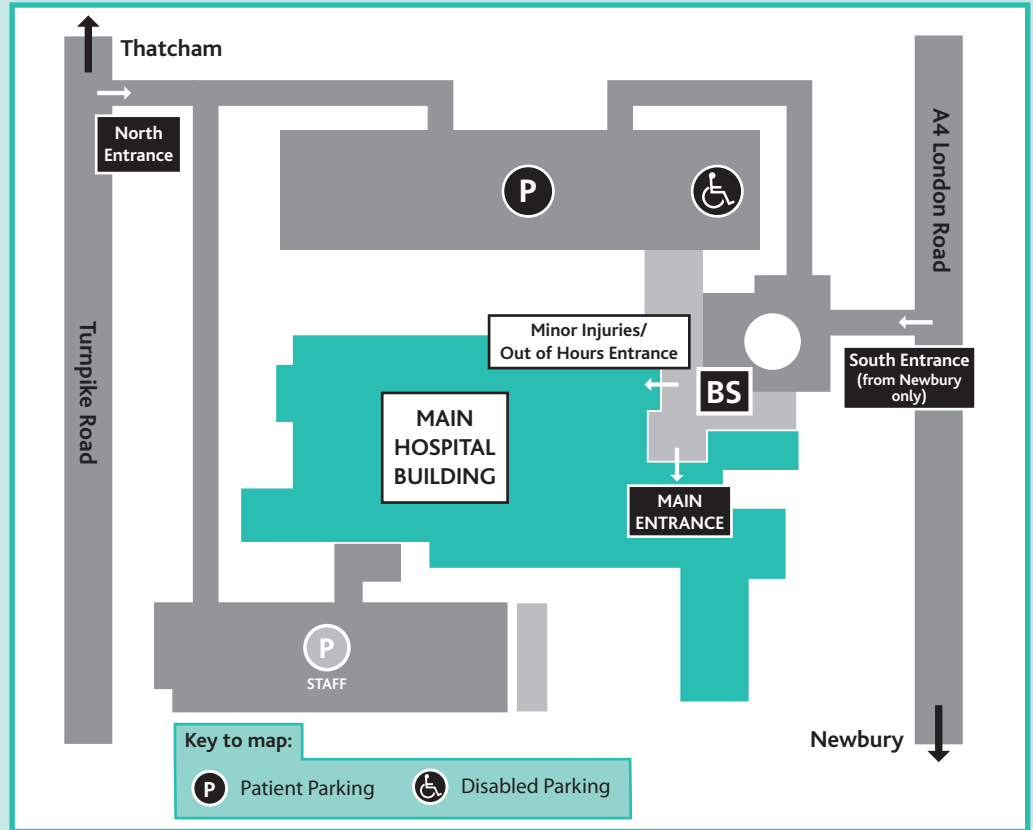 Thatcham
North
Entrance
Turnpike Road
P
A4 London Road
Minor Injuries/
Out of Hours Entrance
BS
South Entrance
(from Newbury
only)
MAIN
HOSPITAL
BUILDING
MAIN
ENTRANCE
P
STAFF
Newbury
Key to map:
P Patient Parking
Disabled Parking